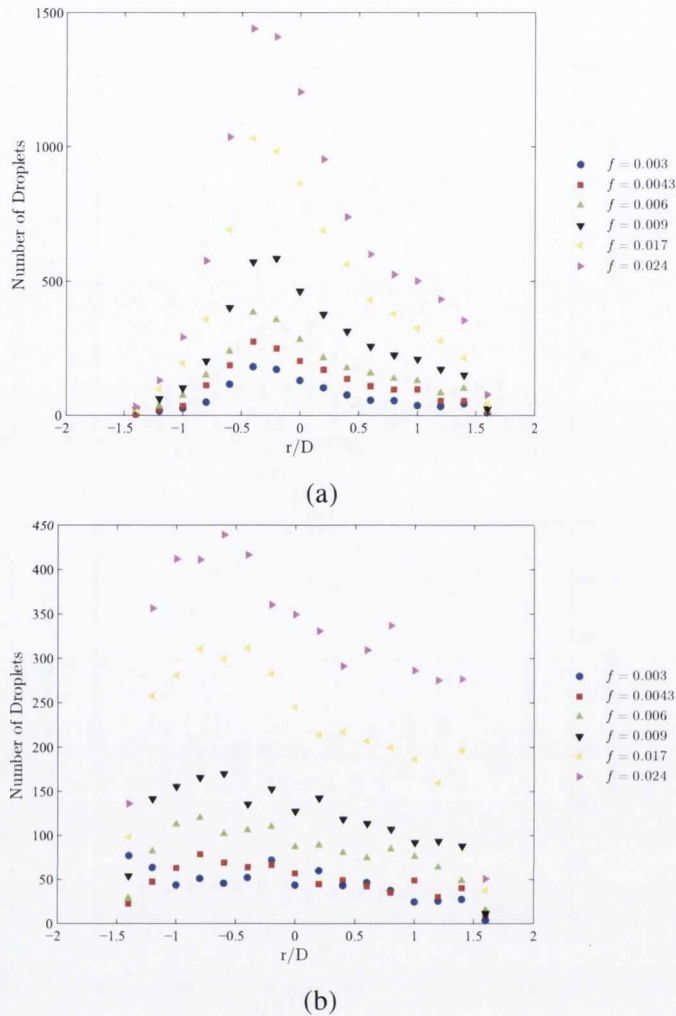 1500
1000
500
0
Number of Droplets
−2 −1.5 −1 −0.5 0 0.5 1 1.5 2
r/D
f = 0.003
f = 0.0043
f = 0.006
f = 0.009
f = 0.017
f = 0.024
(a)
450
400
350
300
250
200
150
100
50
0
Number of Droplets
−2 −1.5 −1 −0.5 0 0.5 1 1.5 2
r/D
f = 0.003
f = 0.0043
f = 0.006
f = 0.009
f = 0.017
f = 0.024
(b)